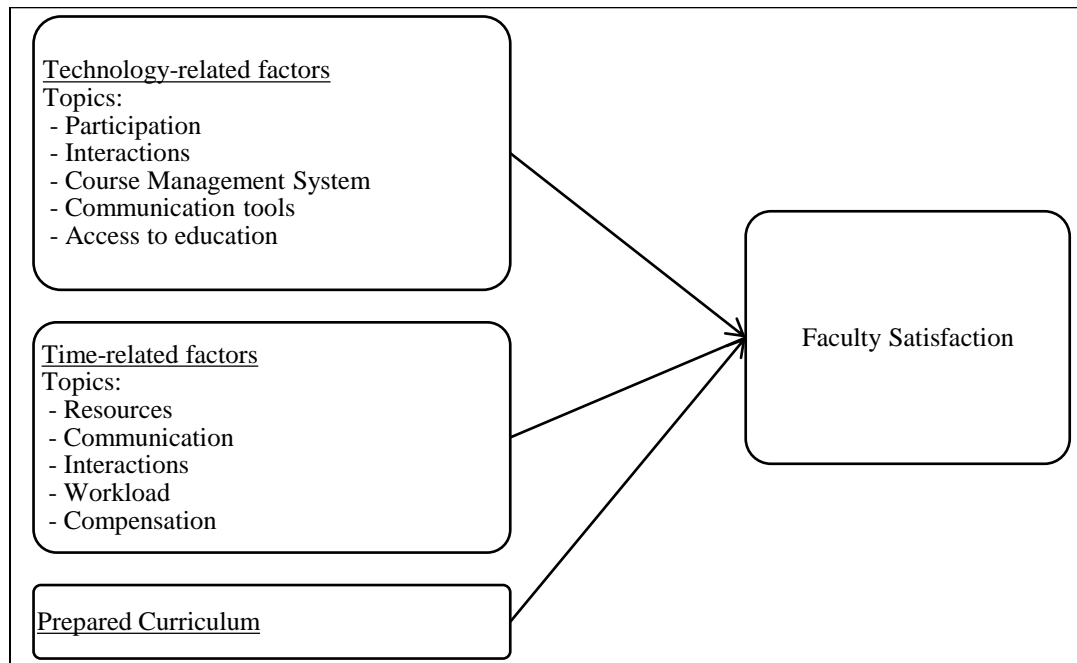 Technology-related factors
Topics:
- Participation
- Interactions
- Course Management System
- Communication tools
- Access to education
Time-related factors
Topics:
- Resources
- Communication
- Interactions
- Workload
- Compensation
Prepared Curriculum
Faculty Satisfaction